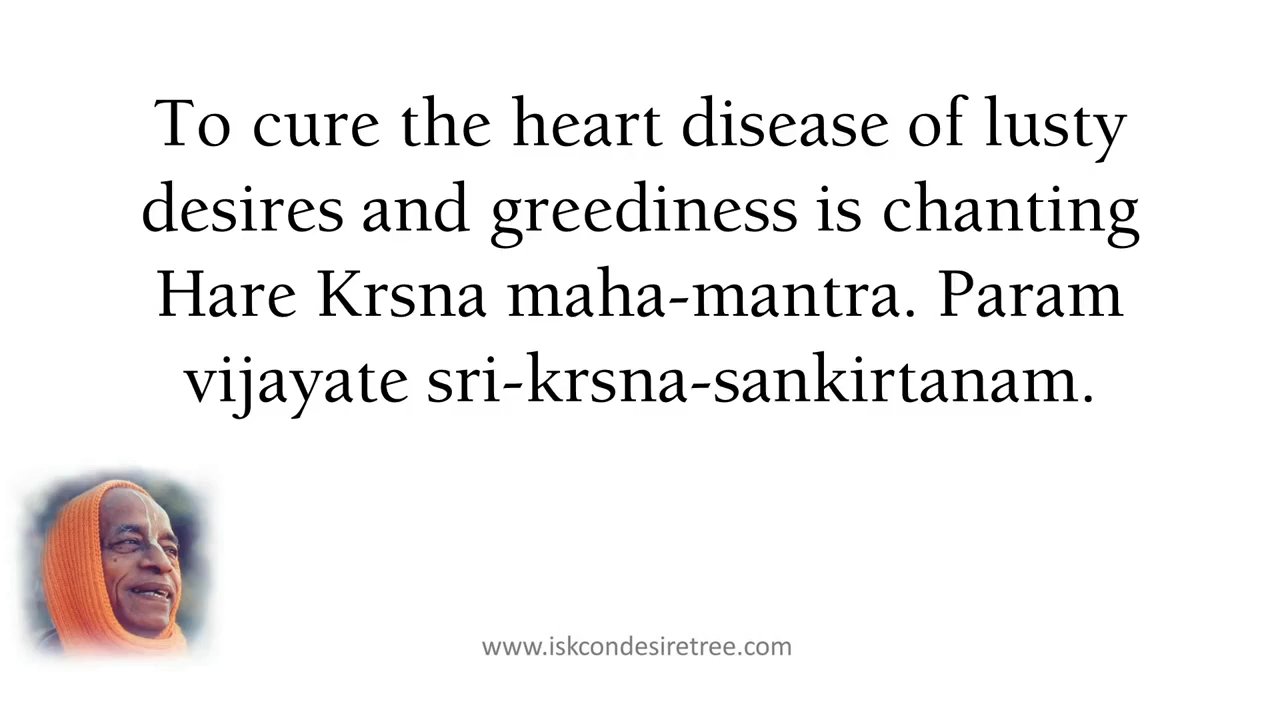 To cure the heart disease of lusty
desires and greediness is chanting
Hare Krsna maha-mantra. Param
vijayate sri-krsna-sankirtanam.
www.iskcondesiretree.com